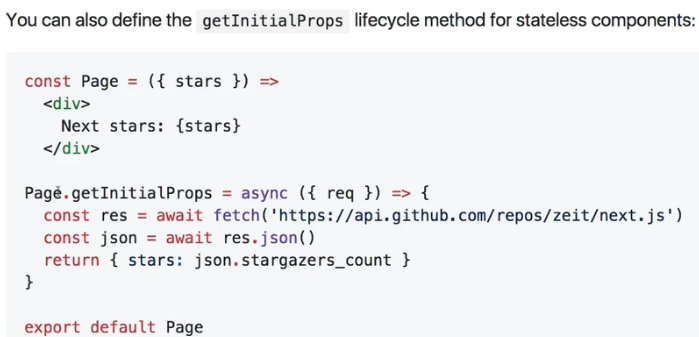 You can also define the getInitialProps lifecycle method for stateless components:
const Page = ({ stars }) =>
  <div>
    Next stars: {stars}
  </div>
Page.getInitialProps = async ({ req }) => {
  const res = await fetch('https://api.github.com/repos/zeit/next.js')
  const json = await res.json()
  return { stars: json.stargazers_count }
}
export default Page